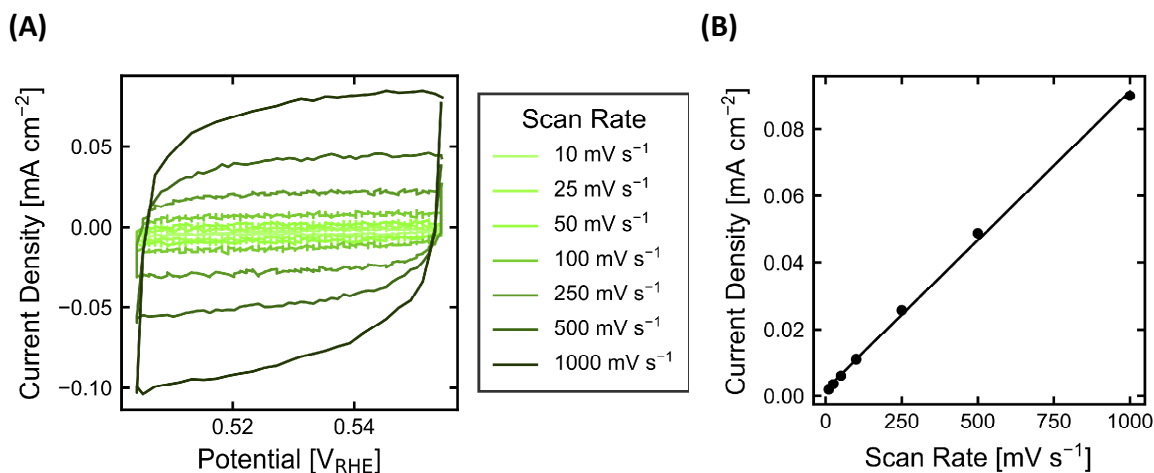 (A)
Current Density [mA cm⁻²]
0.05
0.00
−0.05
−0.10
0.52
0.54
Potential [V_RHE]
Scan Rate
10 mV s⁻¹
25 mV s⁻¹
50 mV s⁻¹
100 mV s⁻¹
250 mV s⁻¹
500 mV s⁻¹
1000 mV s⁻¹
(B)
Current Density [mA cm⁻²]
0.08
0.06
0.04
0.02
0.00
0
250
500
750
1000
Scan Rate [mV s⁻¹]